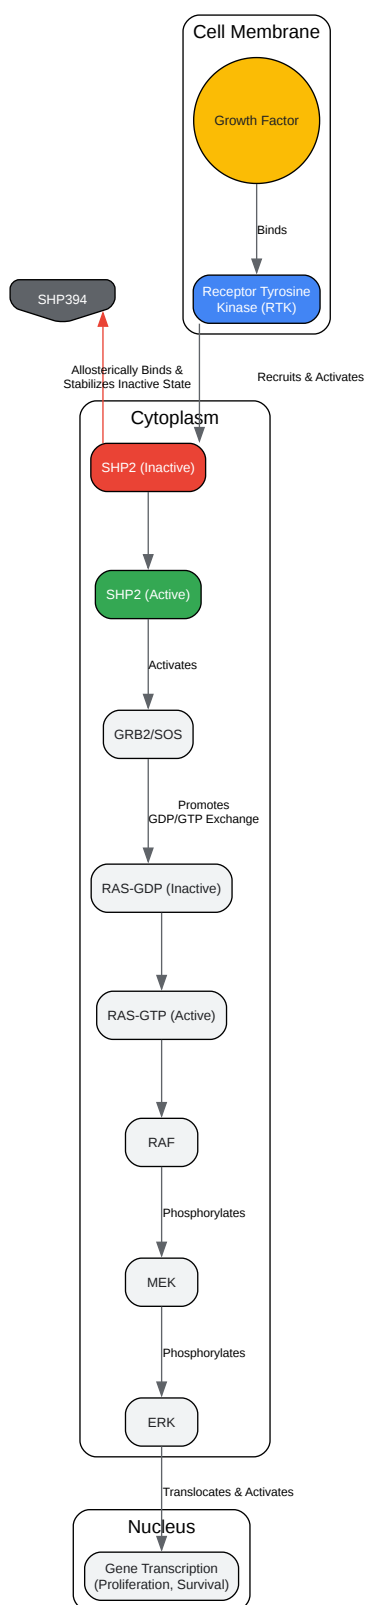 Cell Membrane
Growth Factor
Binds
Receptor Tyrosine
Kinase (RTK)
SHP394
Allosterically Binds &
Stabilizes Inactive State
Recruits & Activates
Cytoplasm
SHP2 (Inactive)
SHP2 (Active)
Activates
GRB2/SOS
Promotes
GDP/GTP Exchange
RAS-GDP (Inactive)
RAS-GTP (Active)
RAF
Phosphorylates
MEK
Phosphorylates
ERK
Translocates & Activates
Nucleus
Gene Transcription
(Proliferation, Survival)